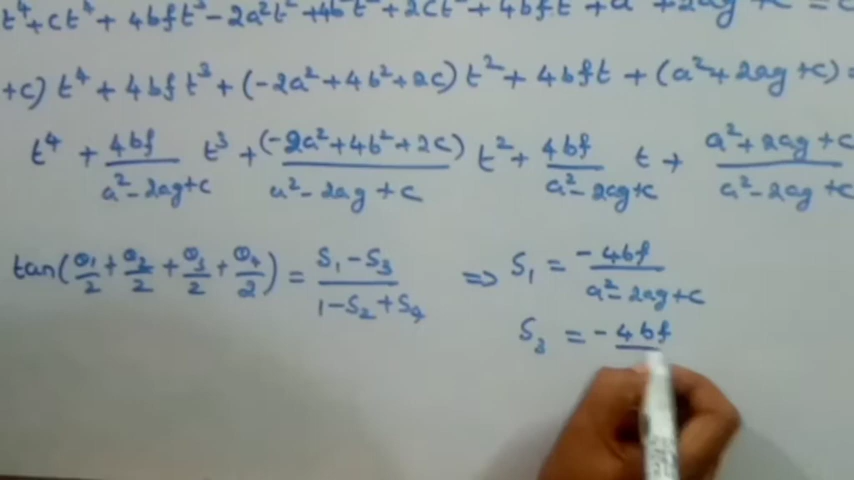 t⁴ + ct⁴ + 4bft³ - 2a²t² + 4b²t² + 2ct² + 4bft + a² + 2ag + c =
+c) t⁴ + 4bf t³ + (-2a² + 4b² + 2c) t² + 4bft + (a² + 2ag + c) =
t⁴ + 4bf/(a² - 2ag + c) t³ + (-2a² + 4b² + 2c)/(a² - 2ag + c) t² + 4bf/(a² - 2ag + c) t + (a² + 2ag + c)/(a² - 2ag + c)
tan(θ₁/2 + θ₂/2 + θ₃/2 + θ₄/2) = (S₁ - S₃)/(1 - S₂ + S₄) ⇒ S₁ = -4bf/(a² - 2ag + c)
S₃ = -4bf